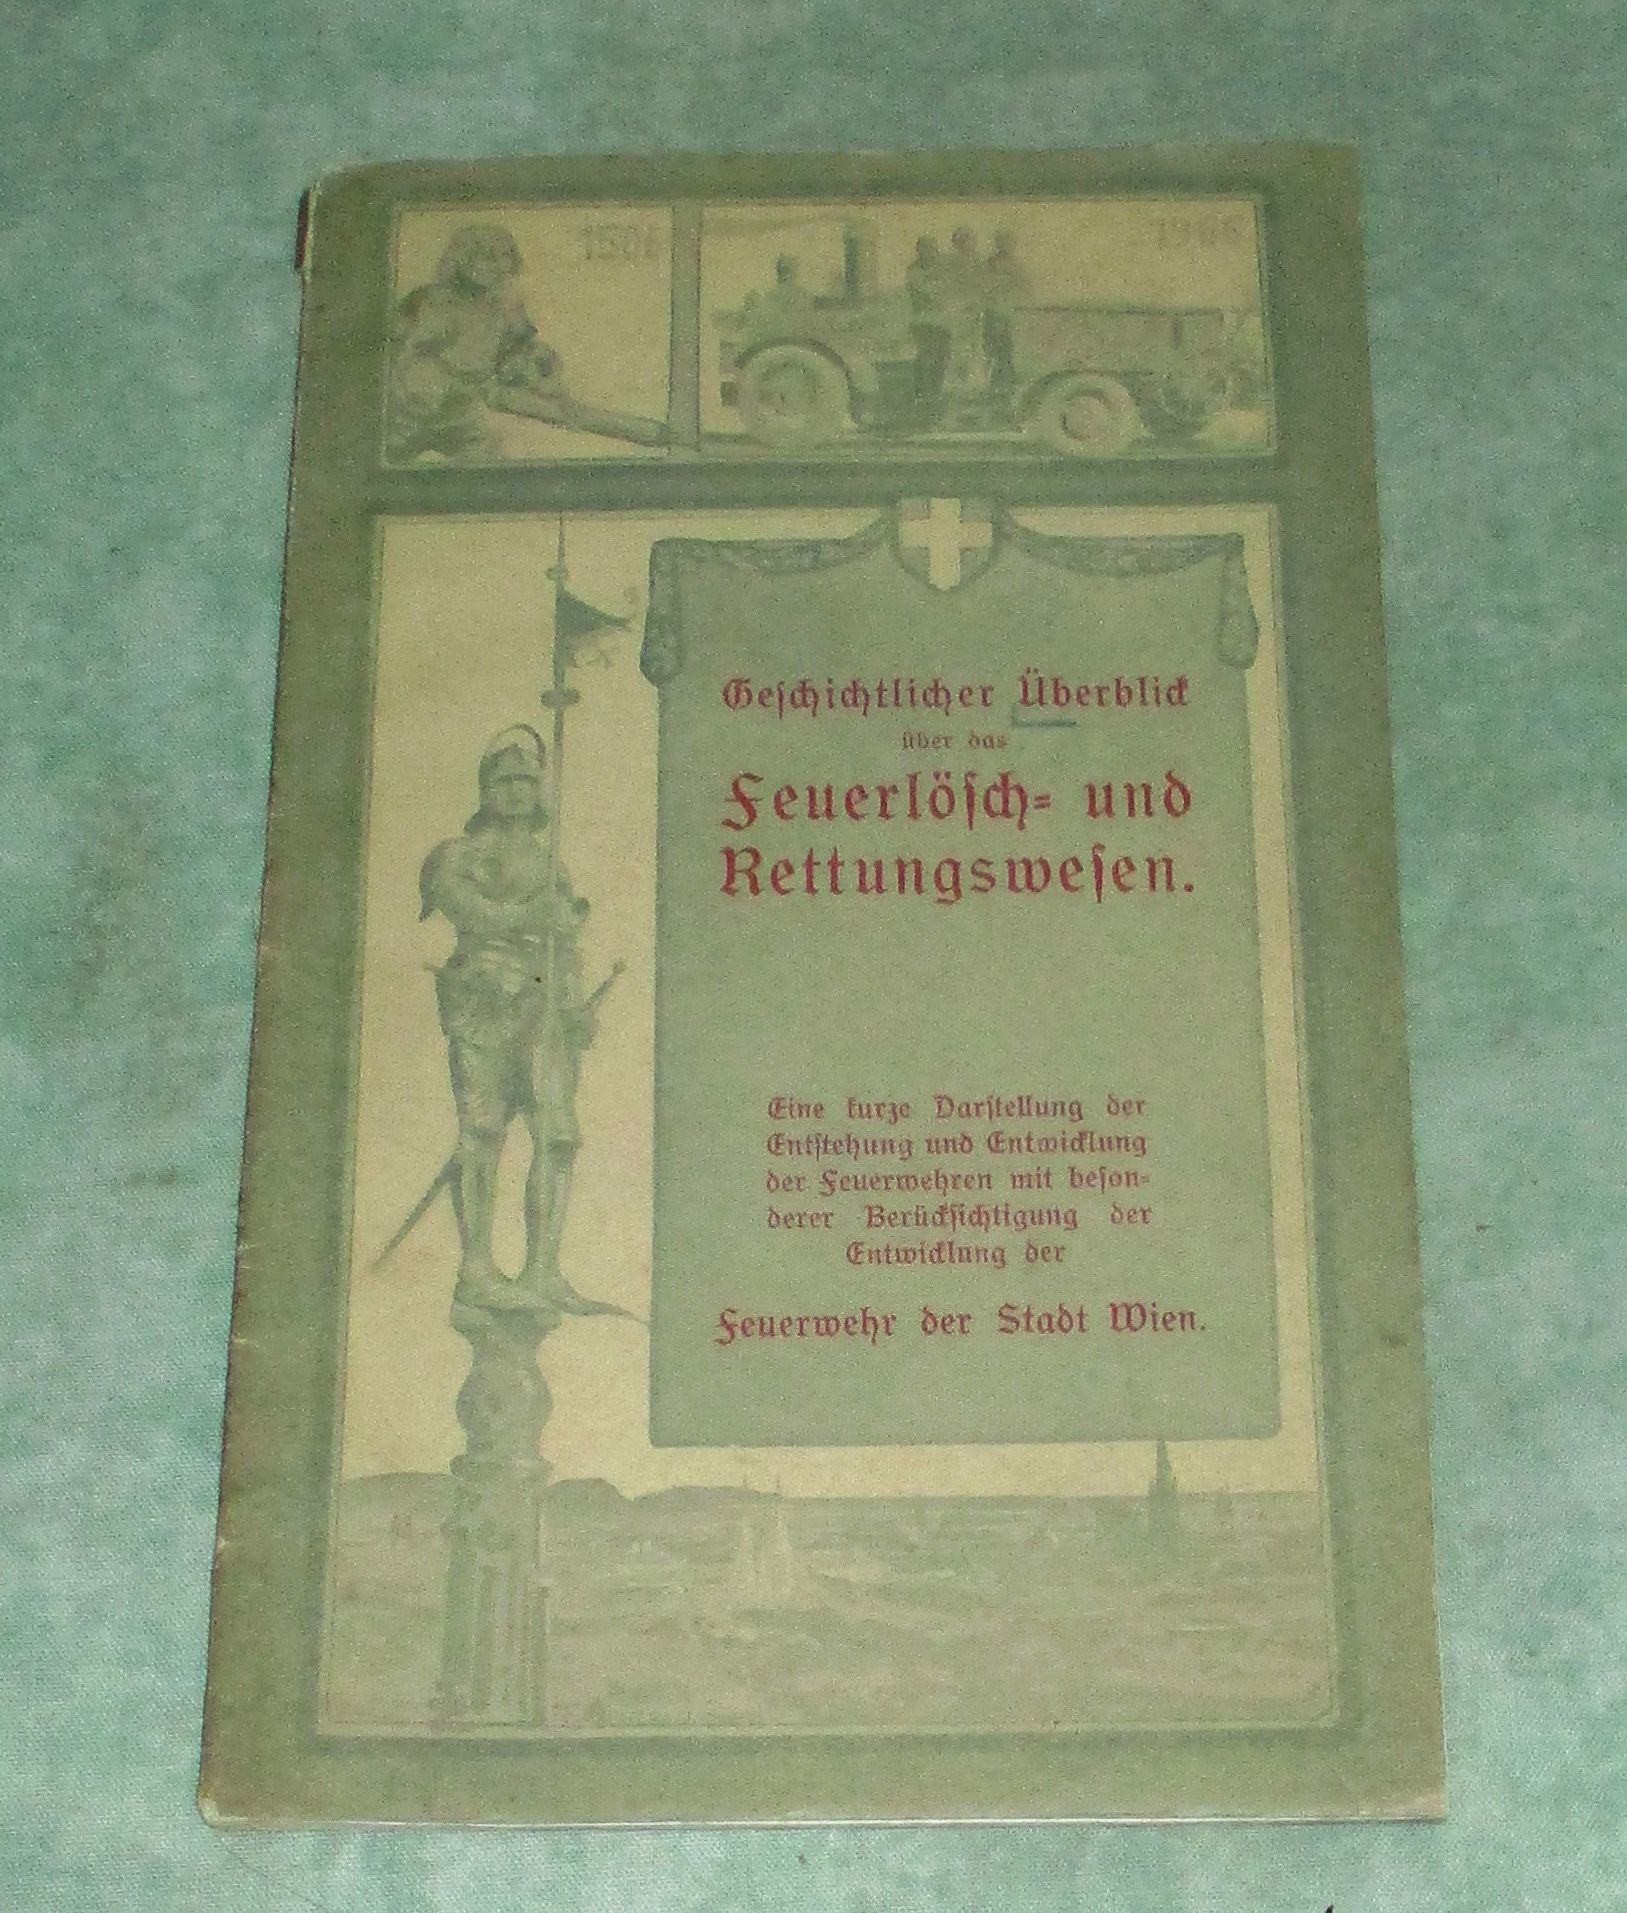 Geschichtlicher Überblick
über das
Feuerlösch- und
Rettungswesen.
Eine kurze Darstellung der
Entstehung und Entwicklung
der Feuerwehren mit beson-
derer Berücksichtigung der
Entwicklung der
Feuerwehr der Stadt Wien.